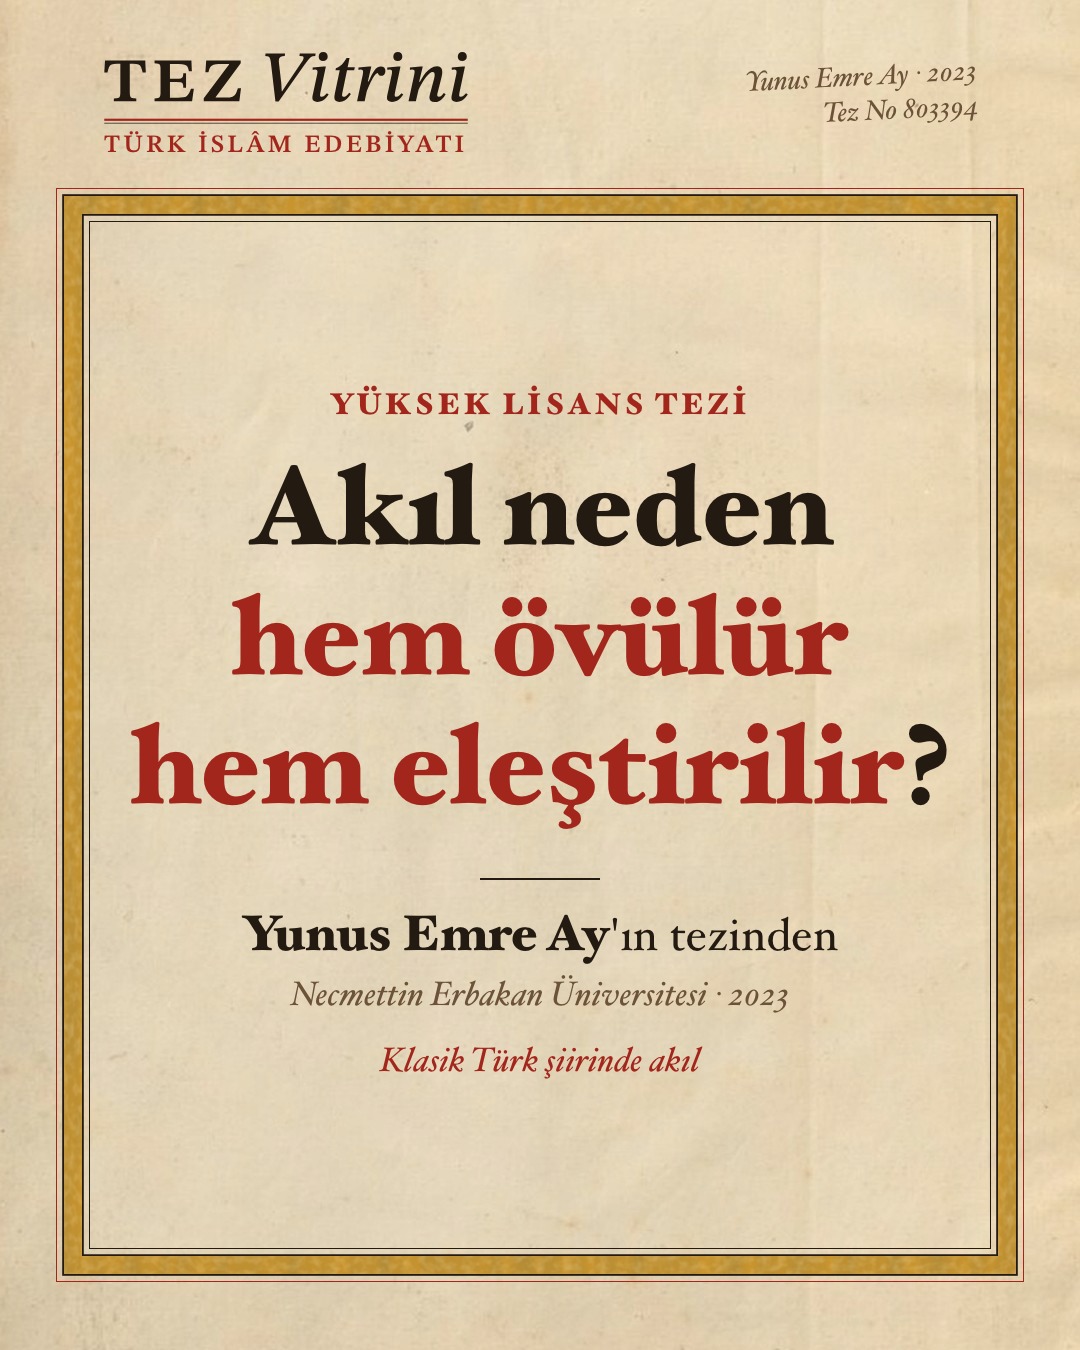 TEZ Vitrini
TÜRK İSLÂM EDEBİYATI
Yunus Emre Ay · 2023
Tez No 803394
YÜKSEK LİSANS TEZİ
Akıl neden
hem övülür
hem eleştirilir?
Yunus Emre Ay'ın tezinden
Necmettin Erbakan Üniversitesi · 2023
Klasik Türk şiirinde akıl